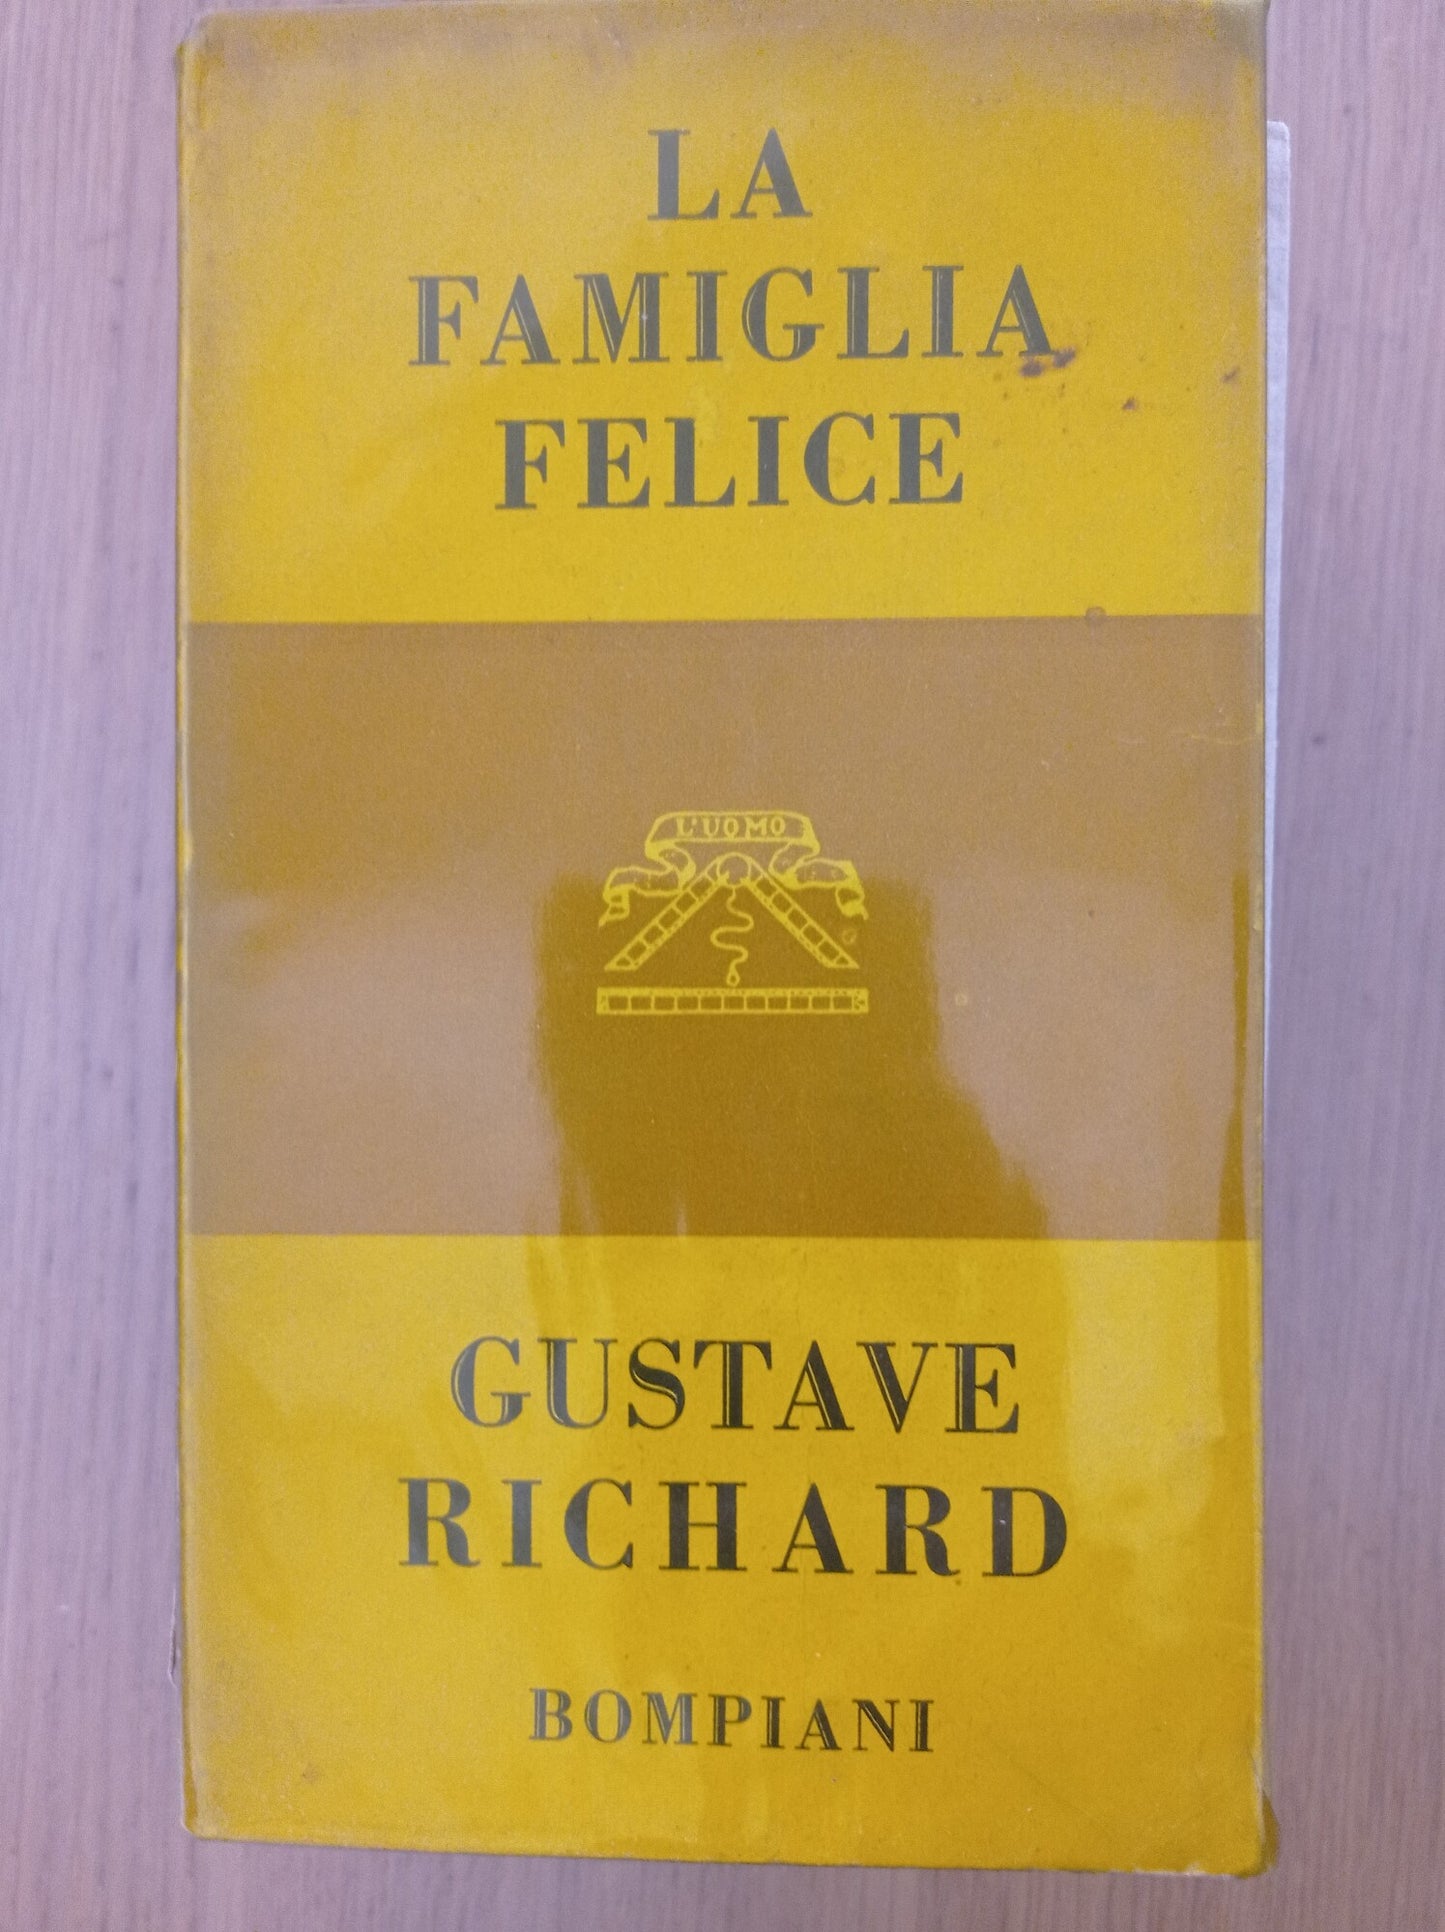 LA
FAMIGLIA
FELICE
L'UOMO
GUSTAVE
RICHARD
BOMPIANI